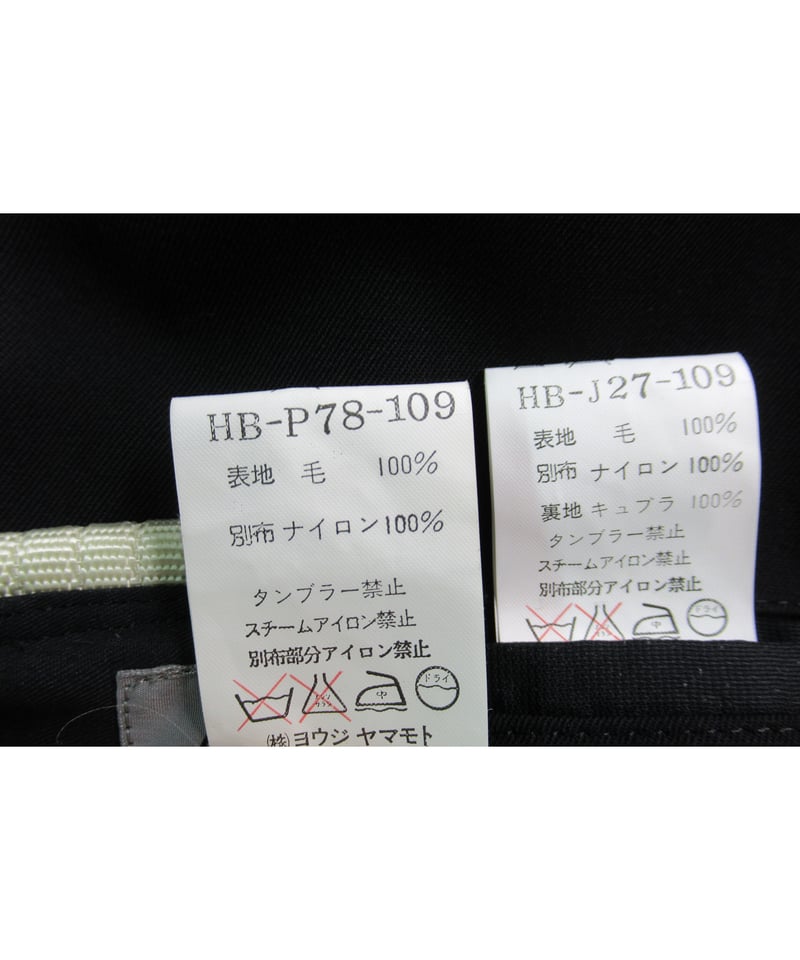 HB-P78-109
表地 毛 100%
別布 ナイロン 100%
タンブラー禁止
スチームアイロン禁止
別布部分アイロン禁止
中 ドライ
㈱ヨウジ ヤマモト
HB-J27-109
表地 毛 100%
別布 ナイロン 100%
裏地 キュプラ 100%
タンブラー禁止
スチームアイロン禁止
別布部分アイロン禁止
ドライ